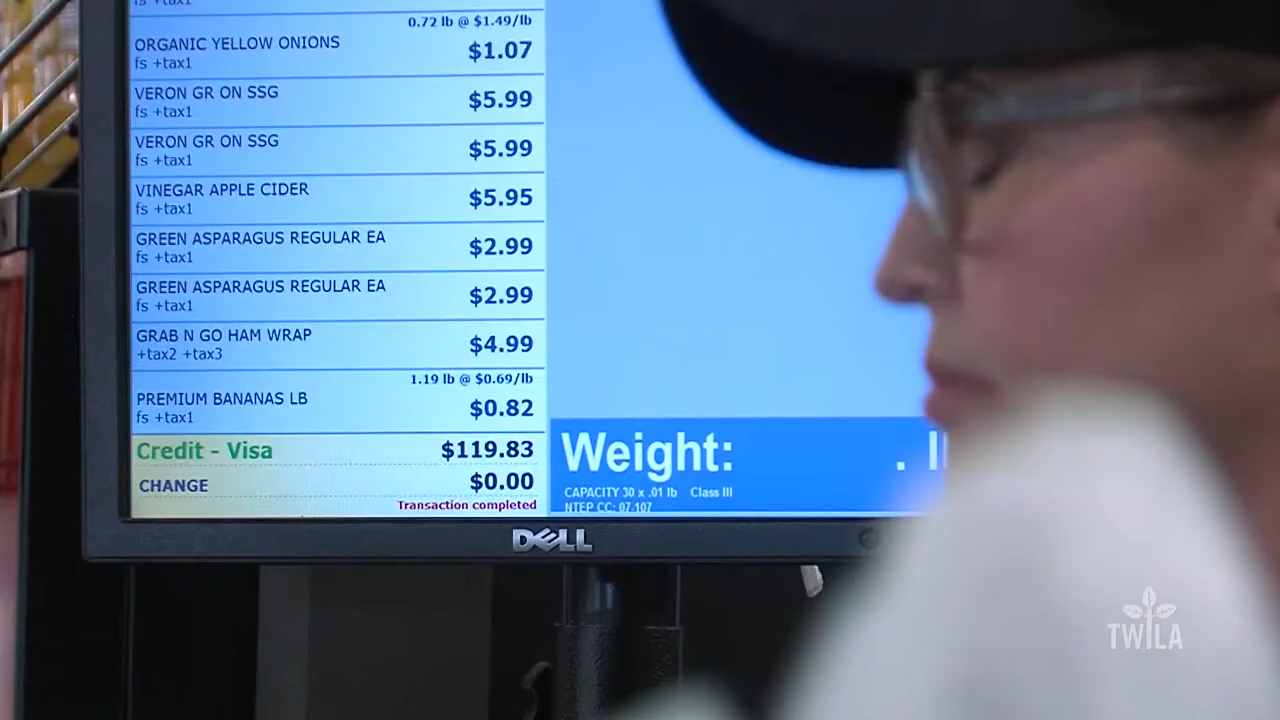 fs +tax1
0.72 lb @ $1.49/lb
ORGANIC YELLOW ONIONS $1.07
fs +tax1
VERON GR ON SSG $5.99
fs +tax1
VERON GR ON SSG $5.99
fs +tax1
VINEGAR APPLE CIDER $5.95
fs +tax1
GREEN ASPARAGUS REGULAR EA $2.99
fs +tax1
GREEN ASPARAGUS REGULAR EA $2.99
fs +tax1
GRAB N GO HAM WRAP $4.99
+tax2 +tax3
1.19 lb @ $0.69/lb
PREMIUM BANANAS LB $0.82
fs +tax1
Credit - Visa $119.83
CHANGE $0.00
Transaction completed
Weight: .
CAPACITY 30 x .01 lb Class III
NTEP CC: 07-107
DELL
TWILA